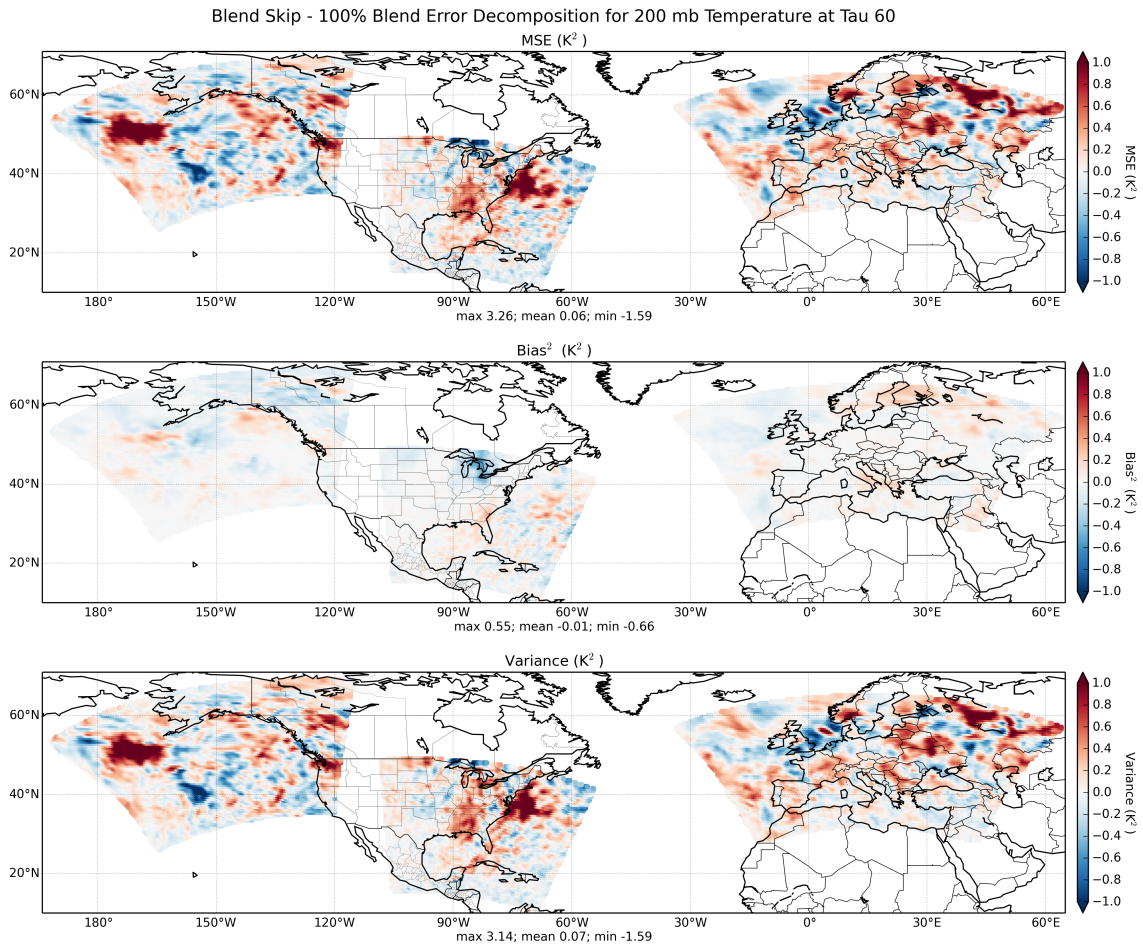 Blend Skip - 100% Blend Error Decomposition for 200 mb Temperature at Tau 60
MSE (K² )
60°N
40°N
20°N
180° 150°W 120°W 90°W 60°W 30°W 0° 30°E 60°E
max 3.26; mean 0.06; min -1.59
1.0
0.8
0.6
0.4
0.2
0.0
−0.2
−0.4
−0.6
−0.8
−1.0
MSE (K² )
Bias² (K² )
60°N
40°N
20°N
180° 150°W 120°W 90°W 60°W 30°W 0° 30°E 60°E
max 0.55; mean -0.01; min -0.66
1.0
0.8
0.6
0.4
0.2
0.0
−0.2
−0.4
−0.6
−0.8
−1.0
Bias² (K² )
Variance (K² )
60°N
40°N
20°N
180° 150°W 120°W 90°W 60°W 30°W 0° 30°E 60°E
max 3.14; mean 0.07; min -1.59
1.0
0.8
0.6
0.4
0.2
0.0
−0.2
−0.4
−0.6
−0.8
−1.0
Variance (K² )